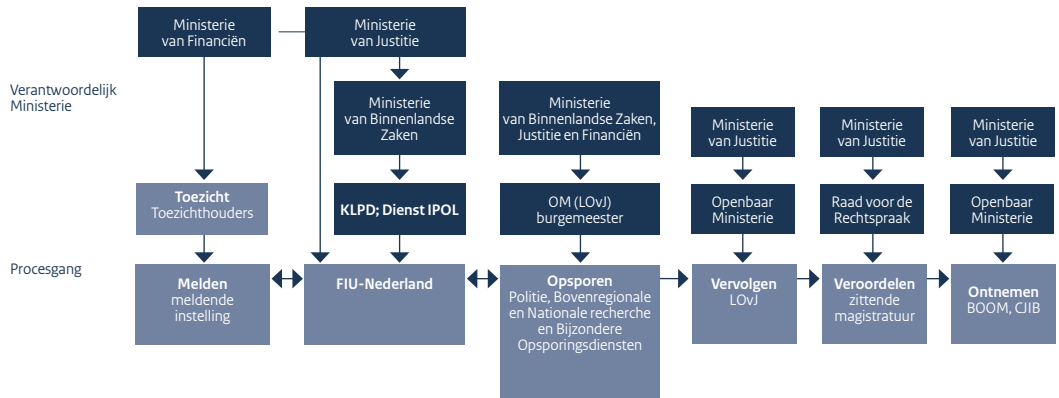 Ministerie
van Financiën
Ministerie
van Justitie
Verantwoordelijk
Ministerie
Ministerie
van Binnenlandse
Zaken
Ministerie
van Binnenlandse Zaken,
Justitie en Financiën
Ministerie
van Justitie
Ministerie
van Justitie
Ministerie
van Justitie
Toezicht
Toezichthouders
KLPD; Dienst IPOL
OM (LOvJ)
burgemeester
Openbaar
Ministerie
Raad voor de
Rechtspraak
Openbaar
Ministerie
Procesgang
Melden
meldende
instelling
FIU-Nederland
Opsporen
Politie, Bovenregionale
en Nationale recherche
en Bijzondere
Opsporingsdiensten
Vervolgen
LOvJ
Veroordelen
zittende
magistratuur
Ontnemen
BOOM, CJIB